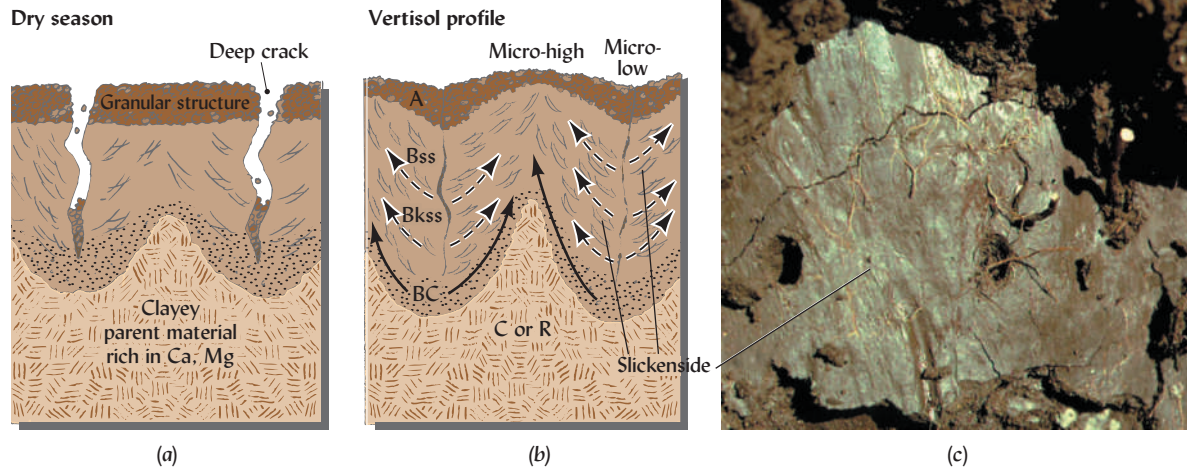 Dry season
Deep crack
Granular structure
Clayey
parent material
rich in Ca, Mg
(a)
Vertisol profile
Micro-high
Micro-
low
A
Bss
Bkss
BC
C or R
Slickenside
(b)
(c)